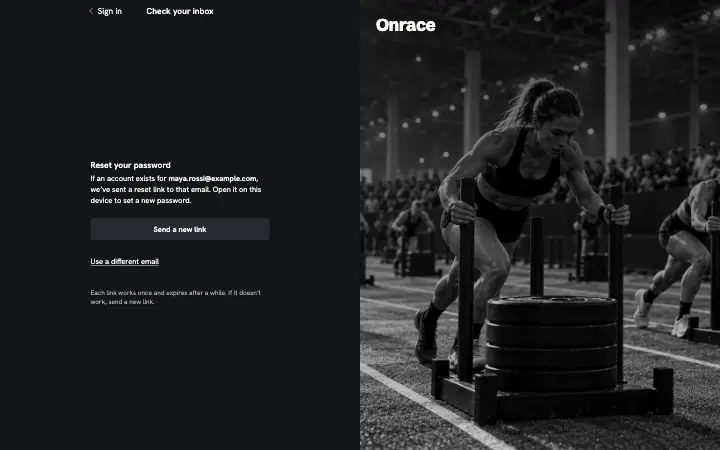 Sign in
Check your inbox
Onrace
Reset your password
If an account exists for maya.rossi@example.com,
we've sent a reset link to that email. Open it on this
device to set a new password.
Send a new link
Use a different email
Each link works once and expires after a while. If it doesn't
work, send a new link.